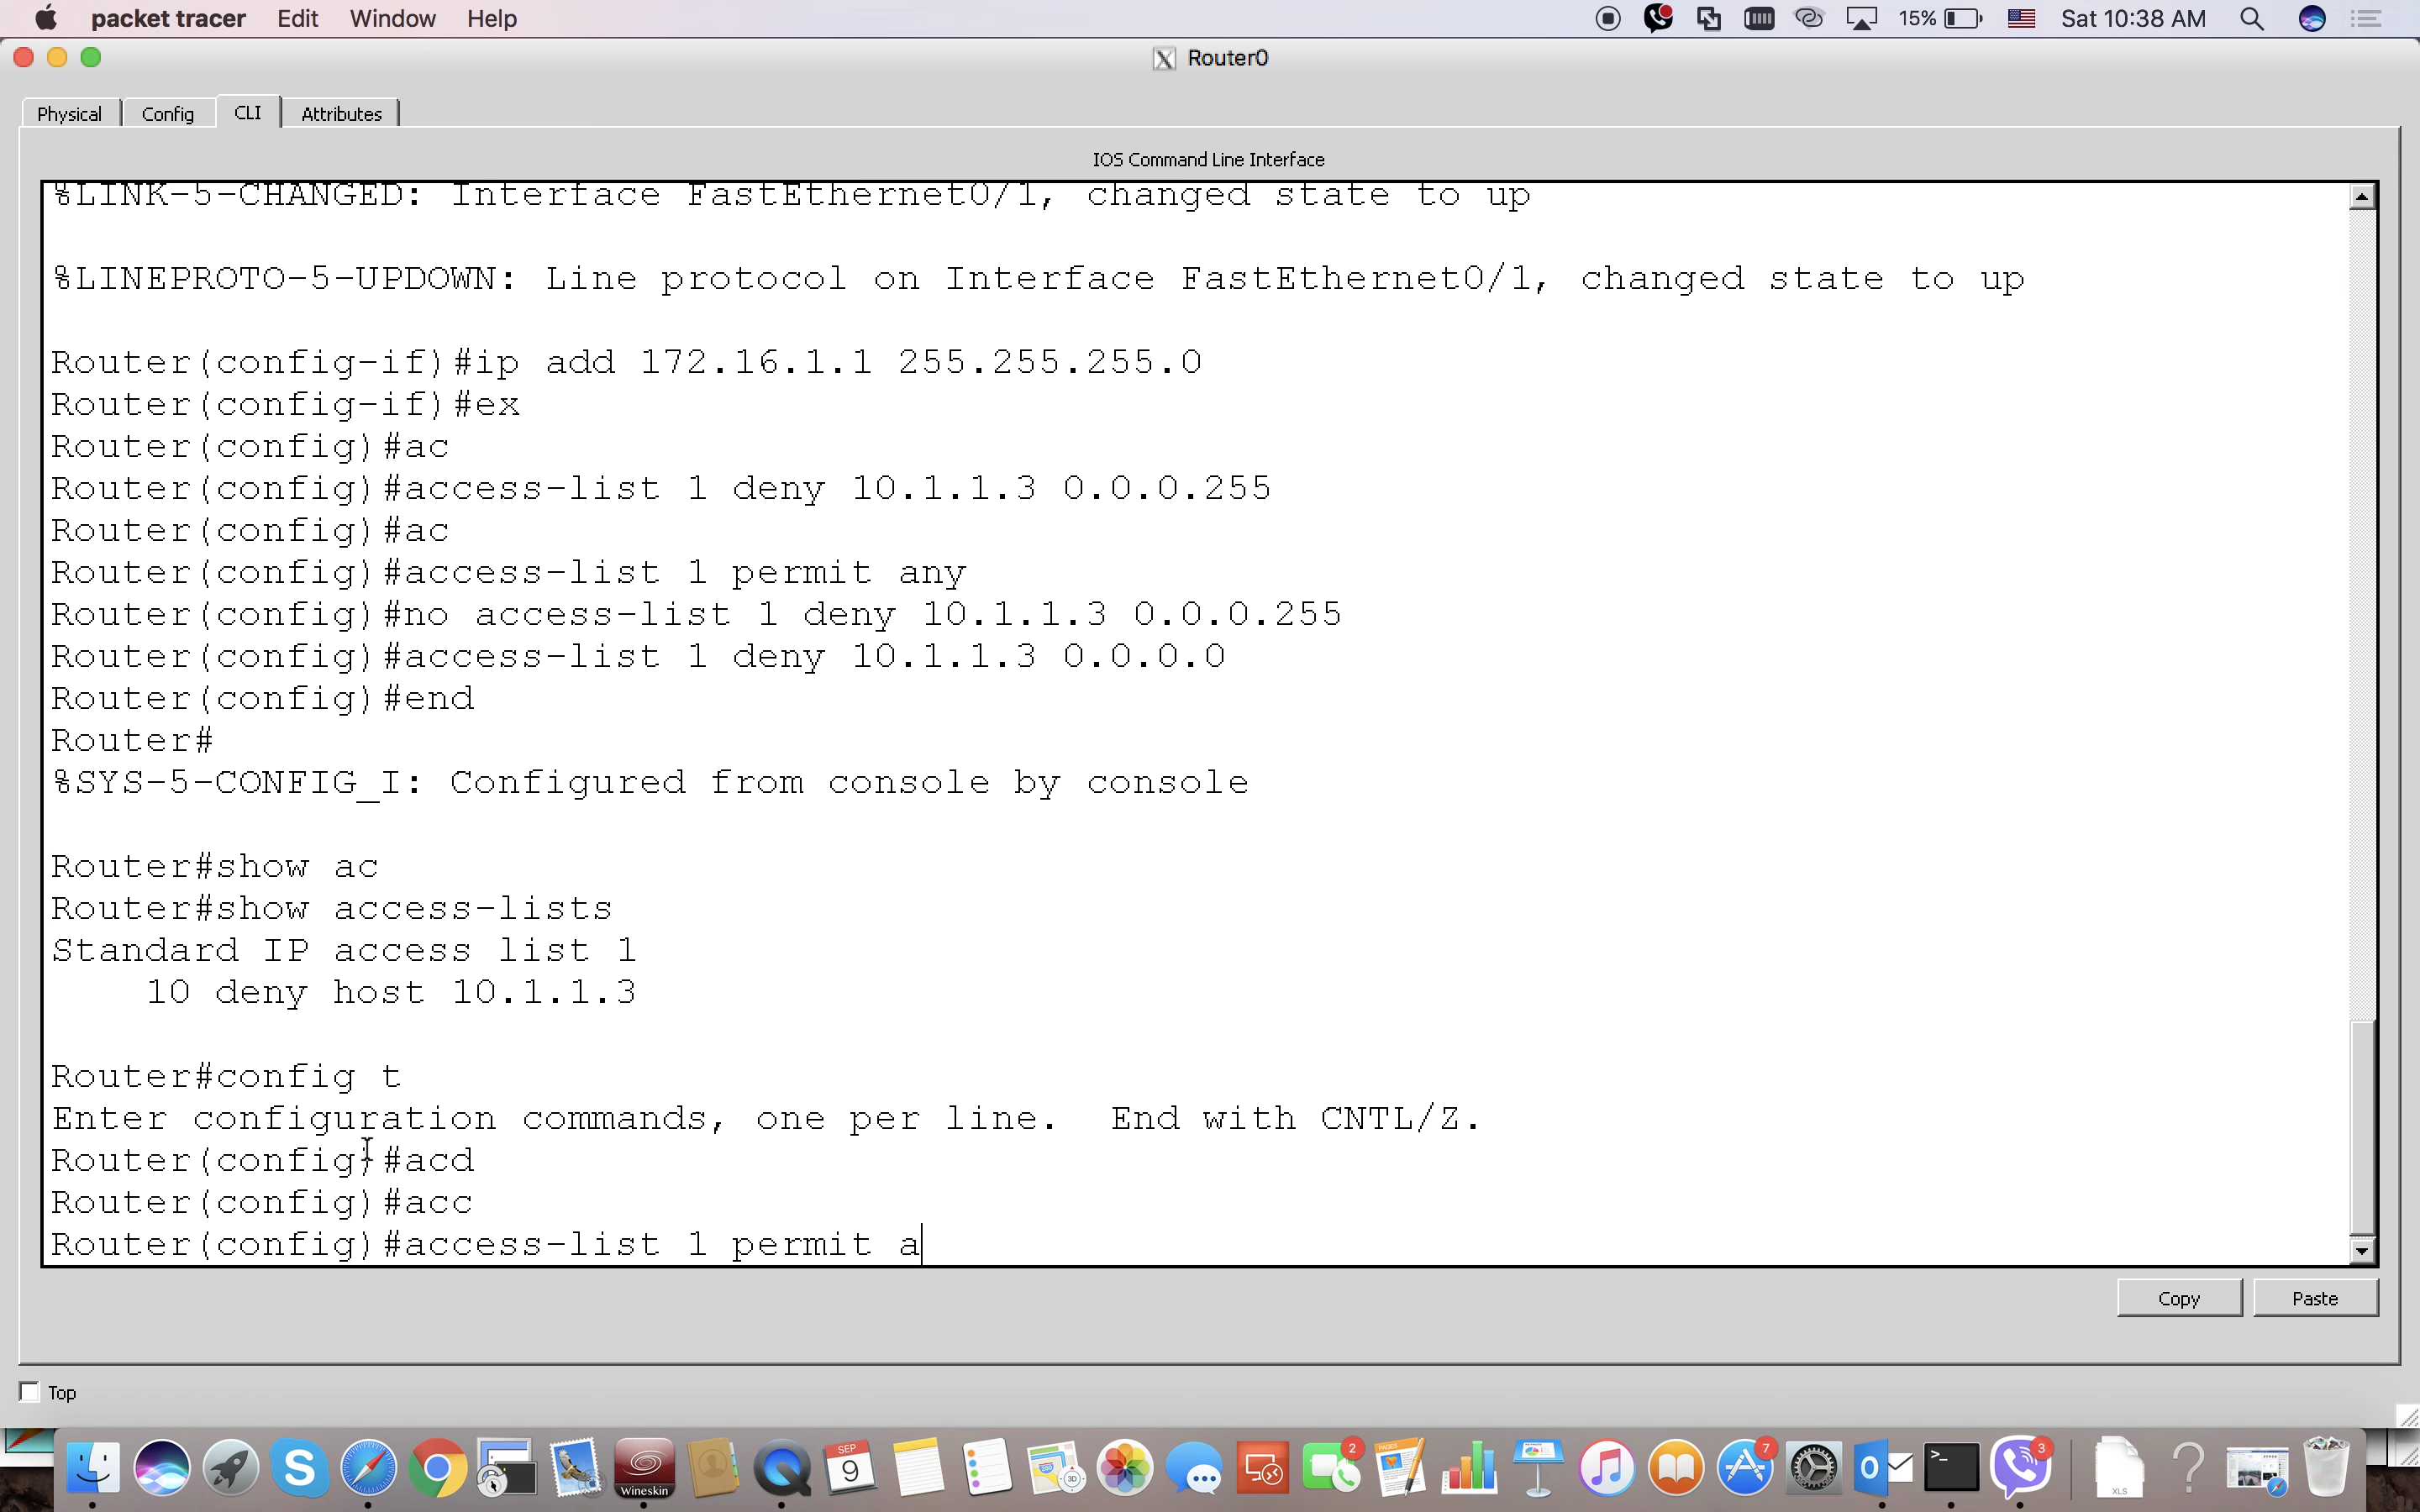 packet tracer Edit Window Help 15% Sat 10:38 AM
X Router0
Physical Config CLI Attributes
IOS Command Line Interface
%LINK-5-CHANGED: Interface FastEthernet0/1, changed state to up
%LINEPROTO-5-UPDOWN: Line protocol on Interface FastEthernet0/1, changed state to up
Router(config-if)#ip add 172.16.1.1 255.255.255.0
Router(config-if)#ex
Router(config)#ac
Router(config)#access-list 1 deny 10.1.1.3 0.0.0.255
Router(config)#ac
Router(config)#access-list 1 permit any
Router(config)#no access-list 1 deny 10.1.1.3 0.0.0.255
Router(config)#access-list 1 deny 10.1.1.3 0.0.0.0
Router(config)#end
Router#
%SYS-5-CONFIG_I: Configured from console by console
Router#show ac
Router#show access-lists
Standard IP access list 1
10 deny host 10.1.1.3
Router#config t
Enter configuration commands, one per line. End with CNTL/Z.
Router(config)#acd
Router(config)#acc
Router(config)#access-list 1 permit a
Copy Paste
Top
SEP
9
Wineskin
3D
2
PAGES
7
3
XLS